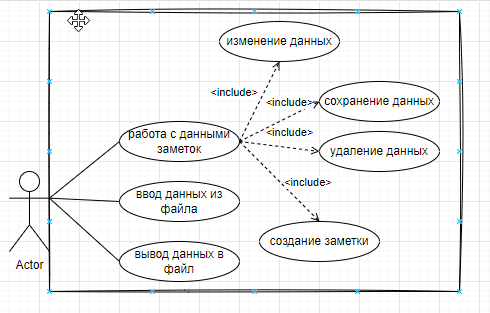 изменение данных
<include>
<include>
сохранение данных
работа с данными
заметок
<include>
удаление данных
<include>
ввод данных из
файла
создание заметки
вывод данных в
файл
Actor